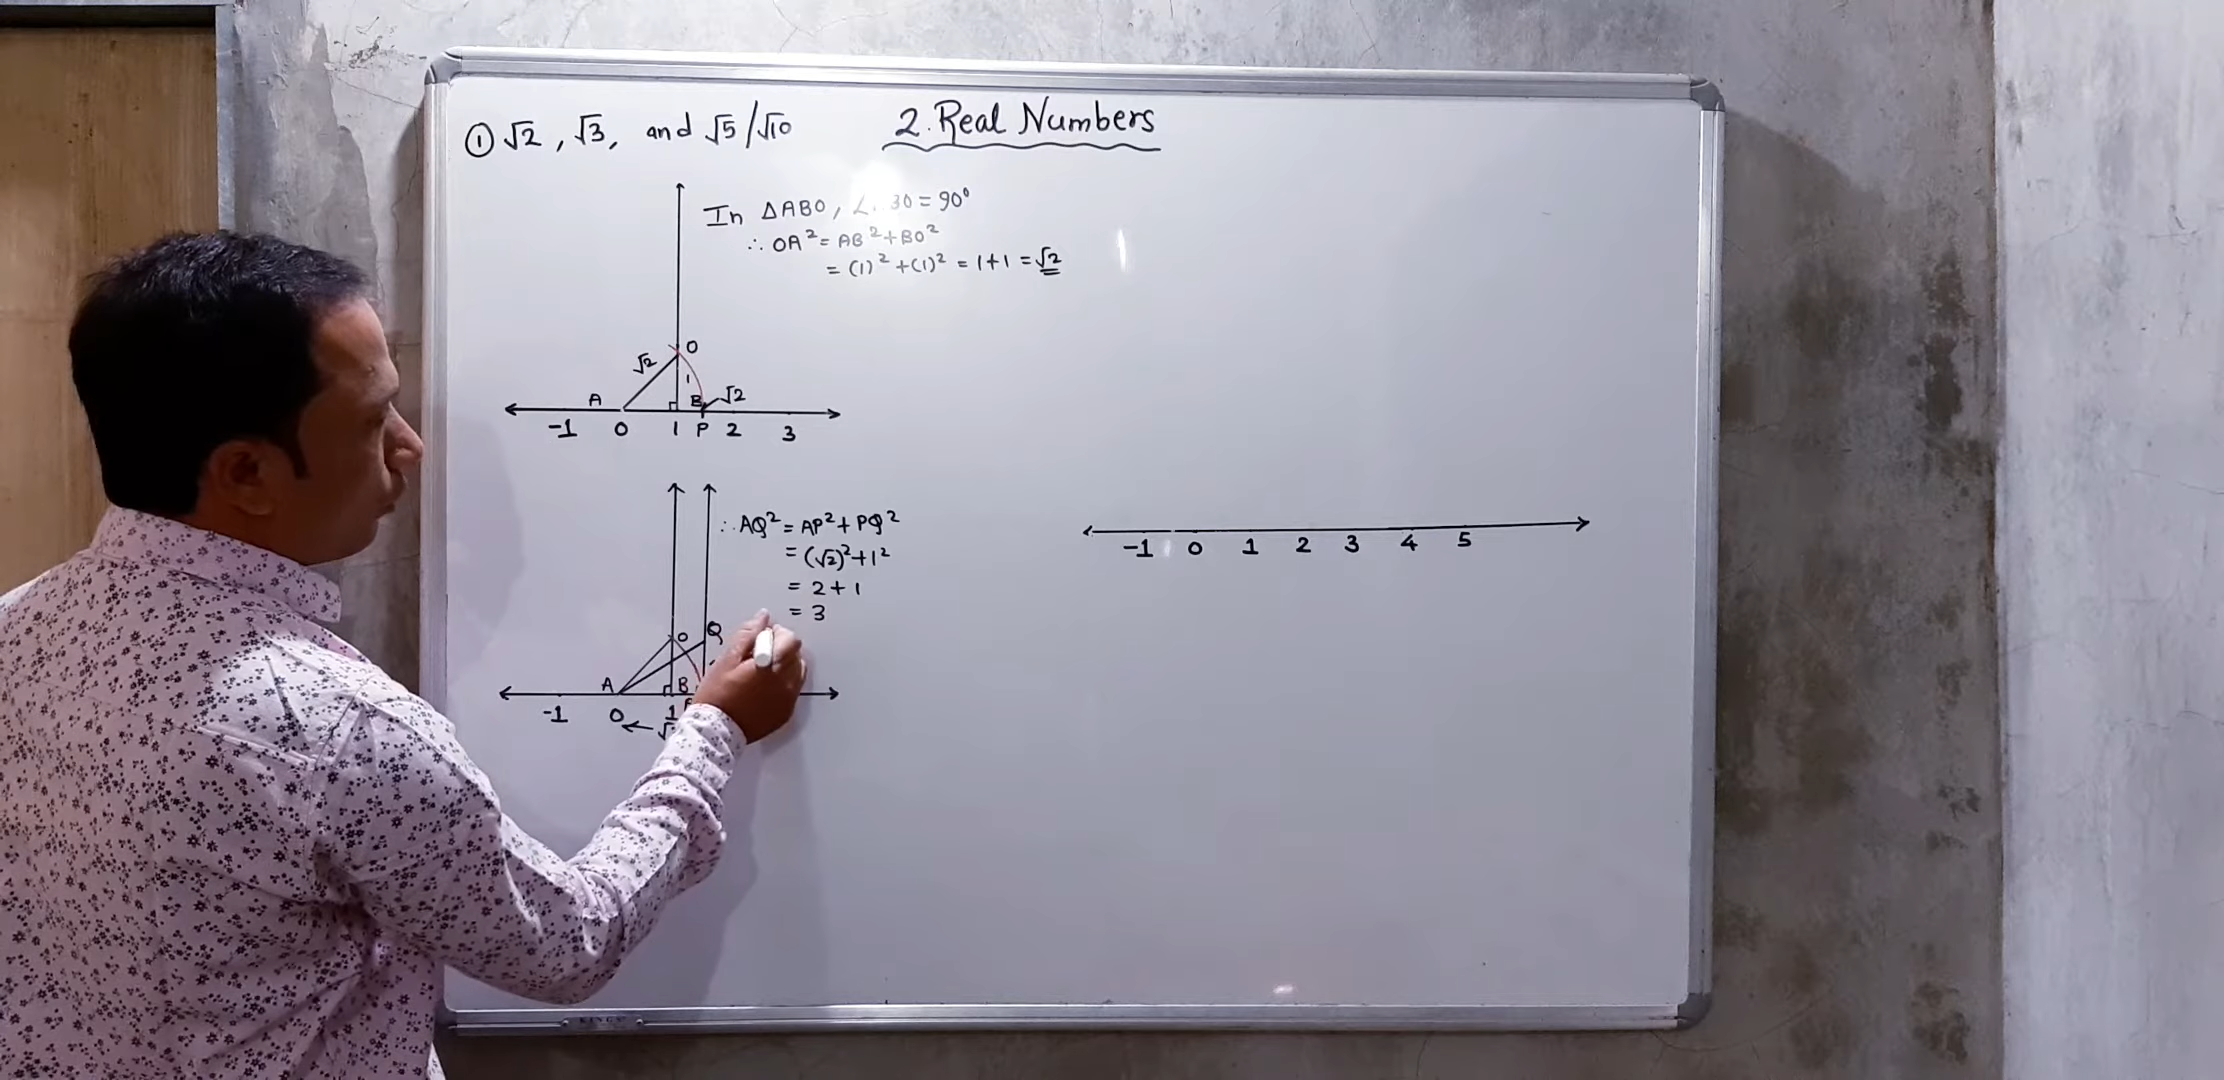 ① √2, √3, and √5/√10
2. Real Numbers
In ΔABO, ∠ BO = 90°
∴ OA² = AB² + BO²
= (1)² + (1)² = 1+1 = √2
O
√2
1
A
B
√2
-1 0 1 P 2 3
∴ AQ² = AP² + PQ²
= (√2)² + 1²
= 2 + 1
= 3
O Q
A B
-1 0 1
-1 0 1 2 3 4 5